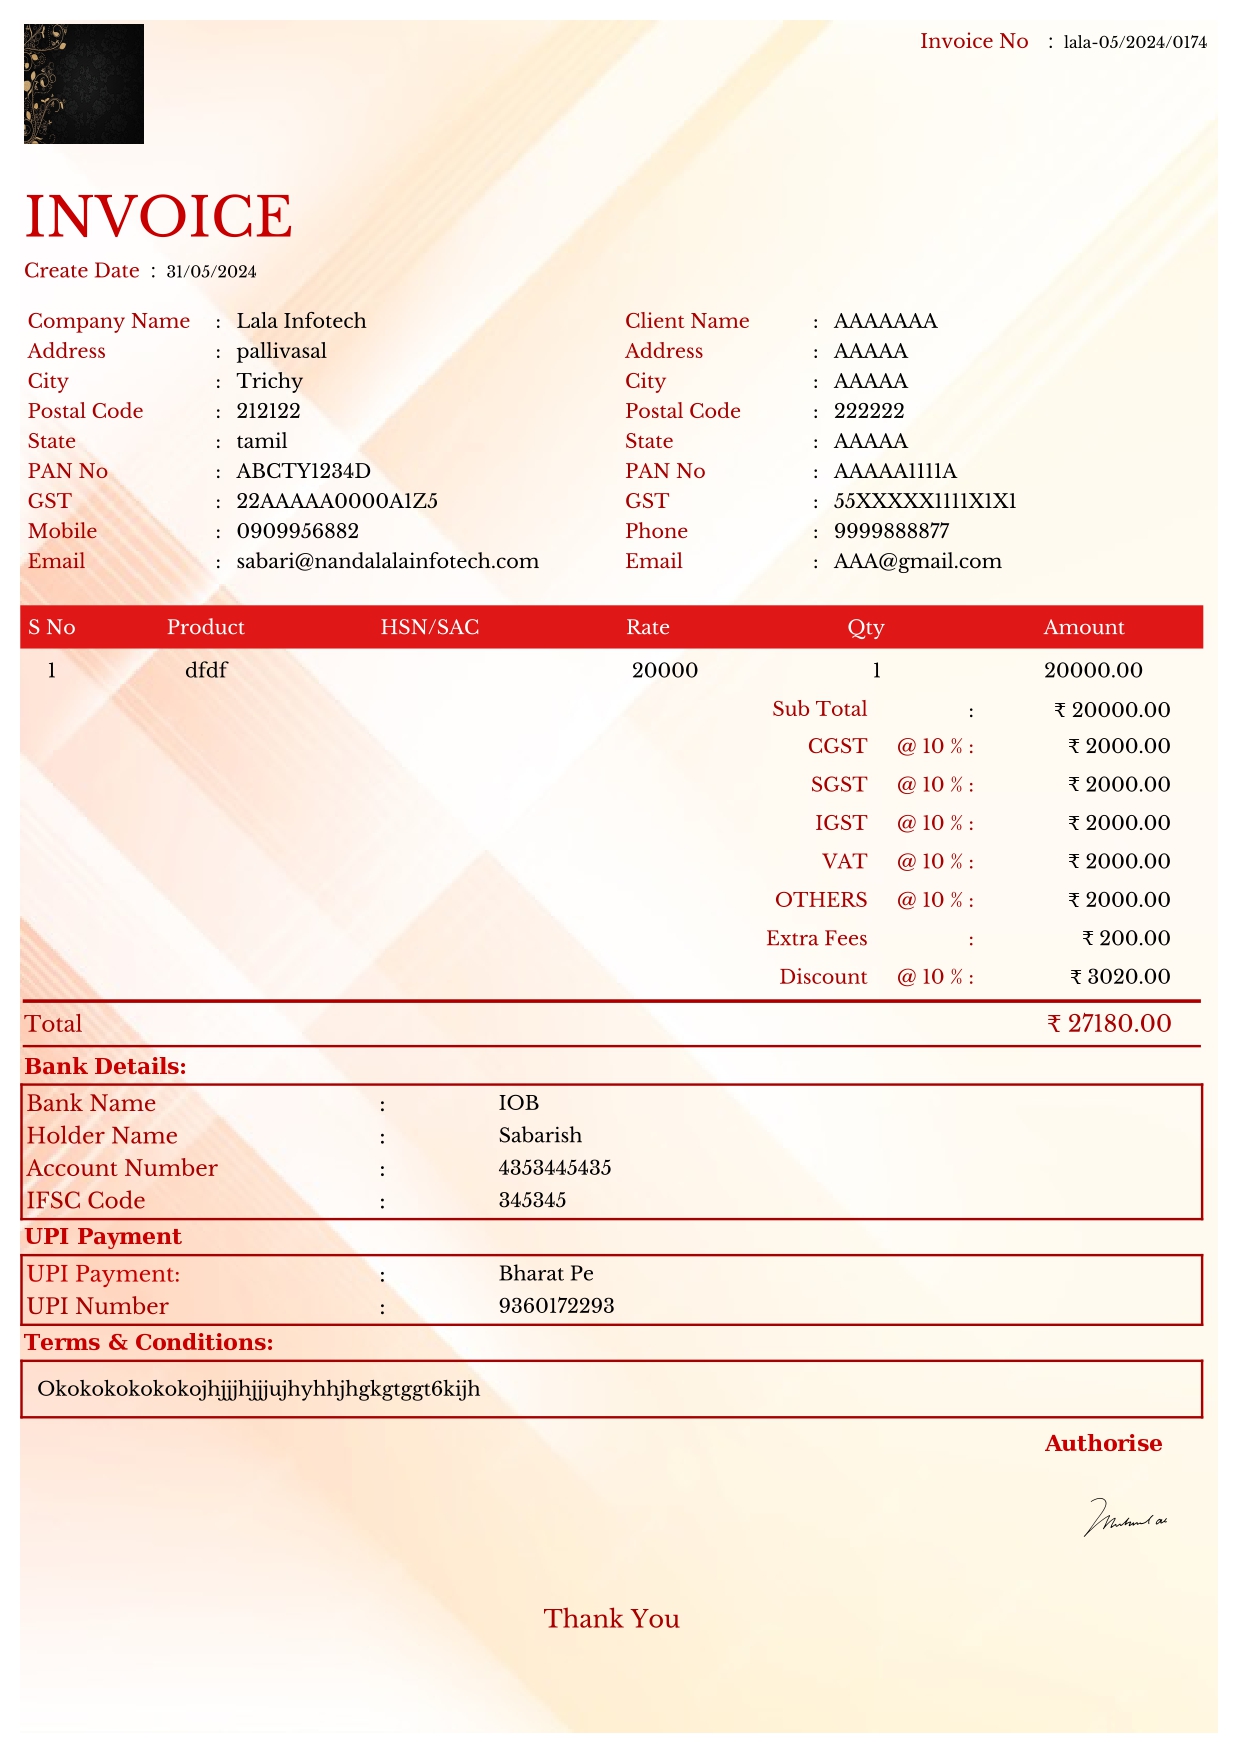 Invoice No : lala-05/2024/0174
INVOICE
Create Date : 31/05/2024
Company Name : Lala Infotech Client Name : AAAAAAA
Address : pallivasal Address : AAAAA
City : Trichy City : AAAAA
Postal Code : 212122 Postal Code : 222222
State : tamil State : AAAAA
PAN No : ABCTY1234D PAN No : AAAAA1111A
GST : 22AAAAA0000A1Z5 GST : 55XXXXX1111X1X1
Mobile : 0909956882 Phone : 9999888877
Email : sabari@nandalalainfotech.com Email : AAA@gmail.com
S No Product HSN/SAC Rate Qty Amount
1 dfdf 20000 1 20000.00
Sub Total : ₹ 20000.00
CGST @ 10 % : ₹ 2000.00
SGST @ 10 % : ₹ 2000.00
IGST @ 10 % : ₹ 2000.00
VAT @ 10 % : ₹ 2000.00
OTHERS @ 10 % : ₹ 2000.00
Extra Fees : ₹ 200.00
Discount @ 10 % : ₹ 3020.00
Total ₹ 27180.00
Bank Details:
Bank Name : IOB
Holder Name : Sabarish
Account Number : 4353445435
IFSC Code : 345345
UPI Payment
UPI Payment: : Bharat Pe
UPI Number : 9360172293
Terms & Conditions:
Okokokokokokojhjjjhjjjujhyhhjhgkgtggt6kijh
Authorise
Thank You